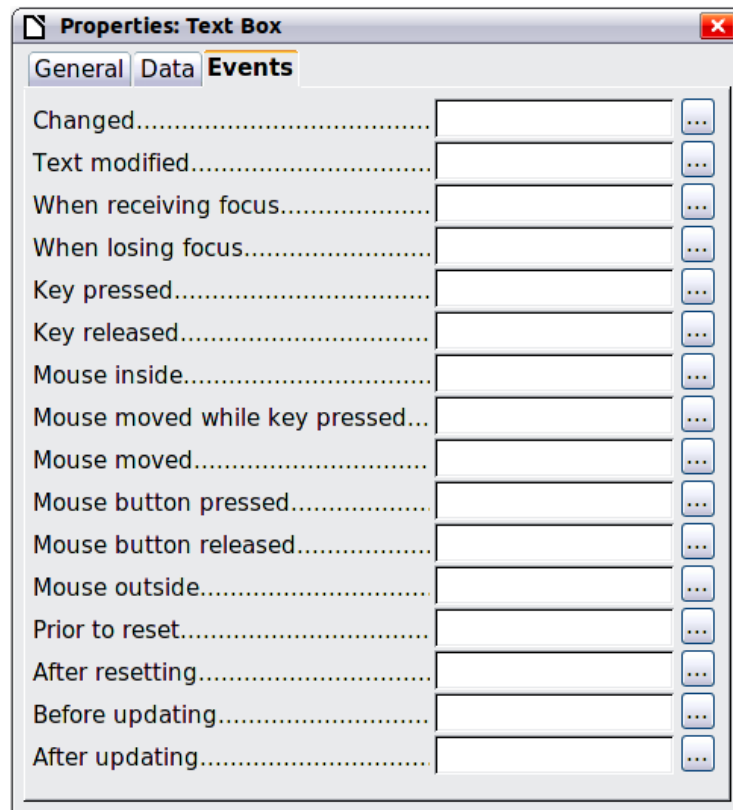 Properties: Text Box
General Data Events
Changed.......................................
Text modified................................
When receiving focus................
When losing focus.........................
Key pressed..................................
Key released.................................
Mouse inside.............................
Mouse moved while key pressed...
Mouse moved...............................
Mouse button pressed...................
Mouse button released..................
Mouse outside..............................
Prior to reset.................................
After resetting...............................
Before updating............................
After updating..............................